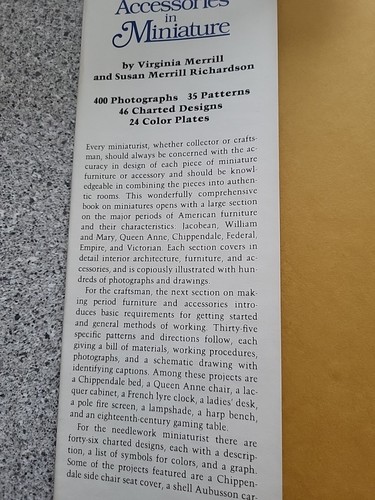 Accessories
in
Miniature
by Virginia Merrill
and Susan Merrill Richardson
400 Photographs 35 Patterns
46 Charted Designs
24 Color Plates
Every miniaturist, whether collector or crafts-
man, should always be concerned with the ac-
curacy in design of each piece of miniature
furniture or accessory and should be knowl-
edgeable in combining the pieces into authen-
tic rooms. This wonderfully comprehensive
book on miniatures opens with a large section
on the major periods of American furniture
and their characteristics: Jacobean, William
and Mary, Queen Anne, Chippendale, Federal,
Empire, and Victorian. Each section covers in
detail interior architecture, furniture, and ac-
cessories, and is copiously illustrated with hun-
dreds of photographs and drawings.
For the craftsman, the next section on mak-
ing period furniture and accessories intro-
duces basic requirements for getting started
and general methods of working. Thirty-five
specific patterns and directions follow, each
giving a bill of materials, working procedures,
photographs, and a schematic drawing with
identifying captions. Among these projects are
a Chippendale bed, a Queen Anne chair, a lac-
quer cabinet, a French lyre clock, a ladies' desk,
a pole fire screen, a lampshade, a harp bench,
and an eighteenth-century gaming table.
For the needlework miniaturist there are
forty-six charted designs, each with a descrip-
tion, a list of symbols for colors, and a graph.
Some of the projects featured are a Chippen-
dale side chair seat cover, a shell Aubusson car-